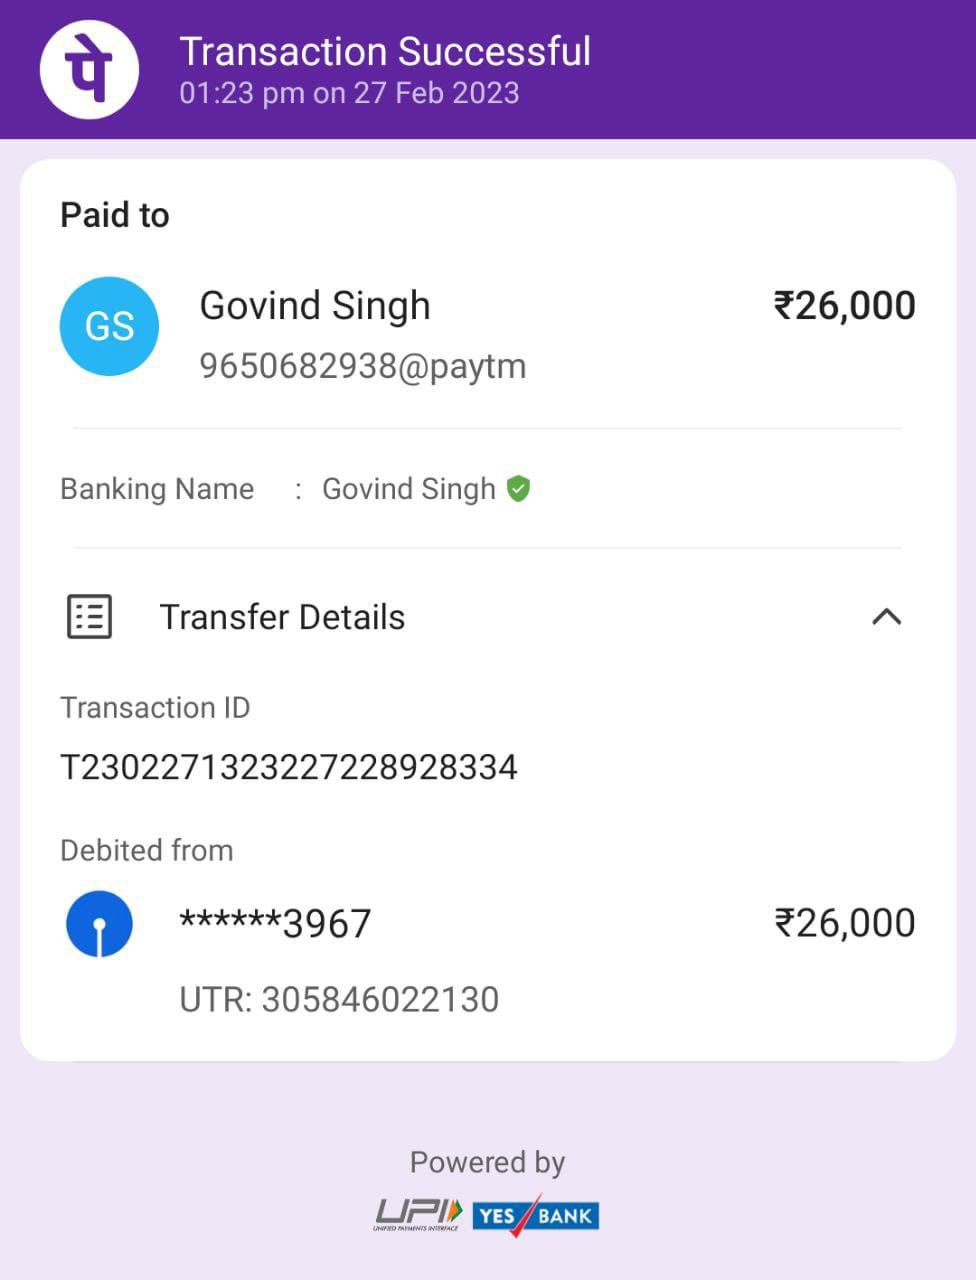 पे
Transaction Successful
01:23 pm on 27 Feb 2023
Paid to
GS
Govind Singh
₹26,000
9650682938@paytm
Banking Name : Govind Singh
Transfer Details
Transaction ID
T2302271323227228928334
Debited from
******3967
₹26,000
UTR: 305846022130
Powered by
UPI
UNIFIED PAYMENTS INTERFACE
YES BANK